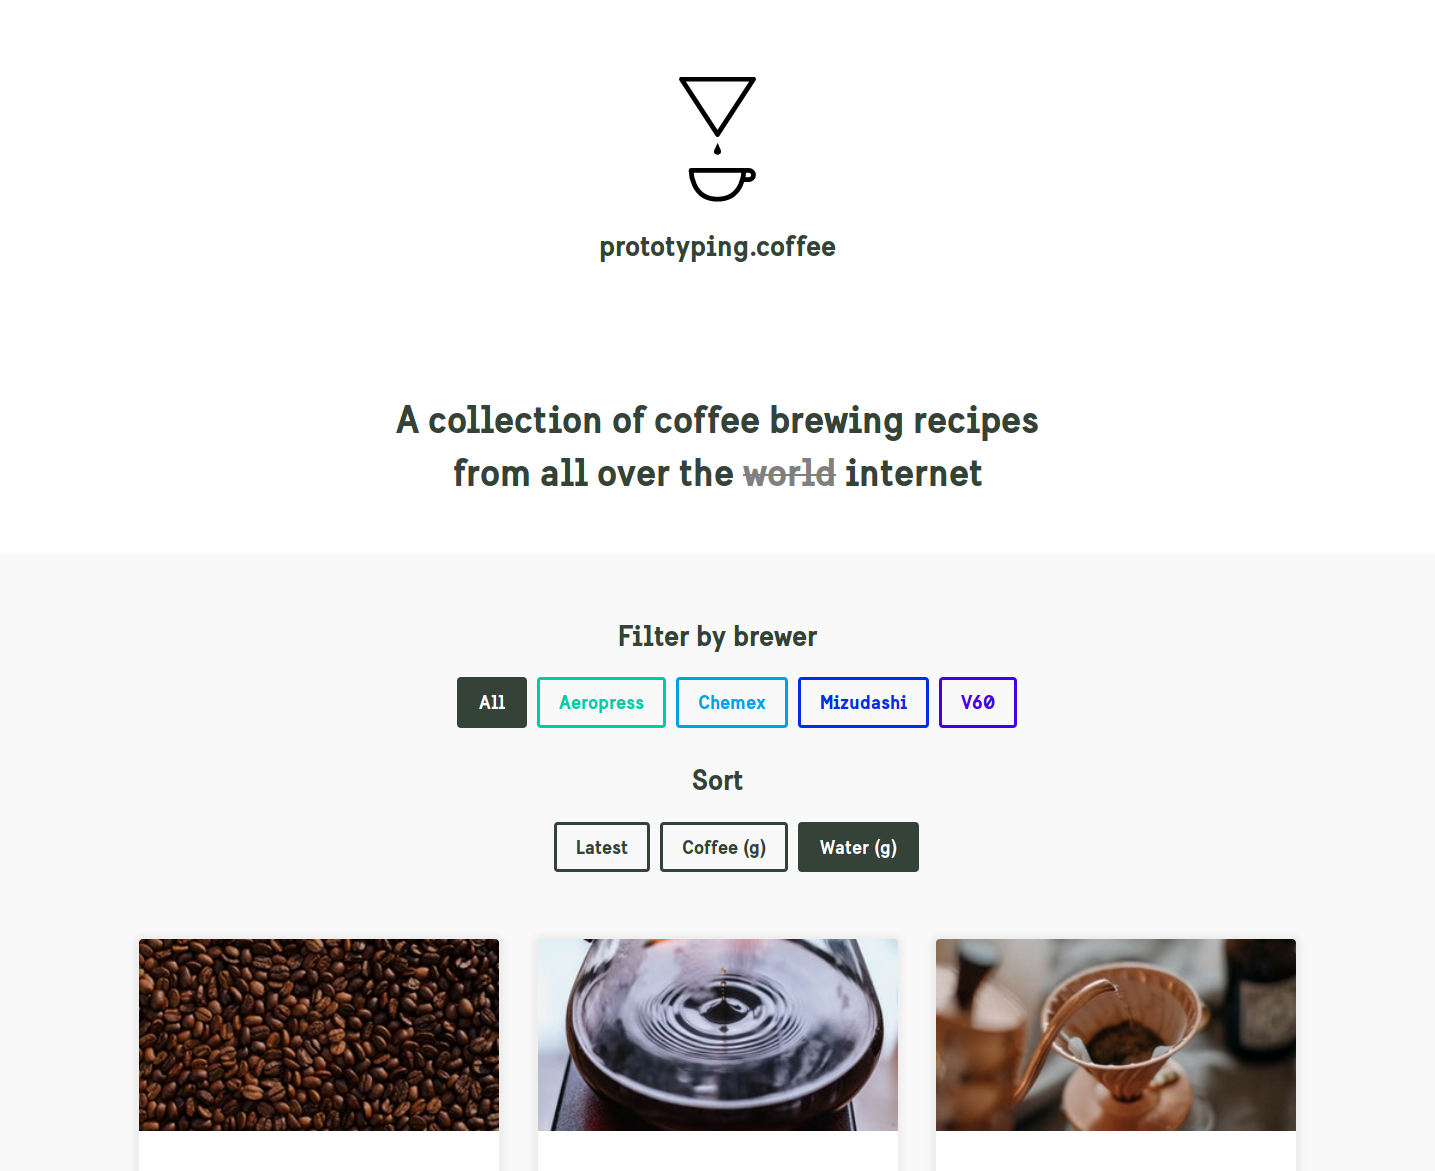 prototyping.coffee
A collection of coffee brewing recipes
from all over the world internet
Filter by brewer
All
Aeropress
Chemex
Mizudashi
V60
Sort
Latest
Coffee (g)
Water (g)